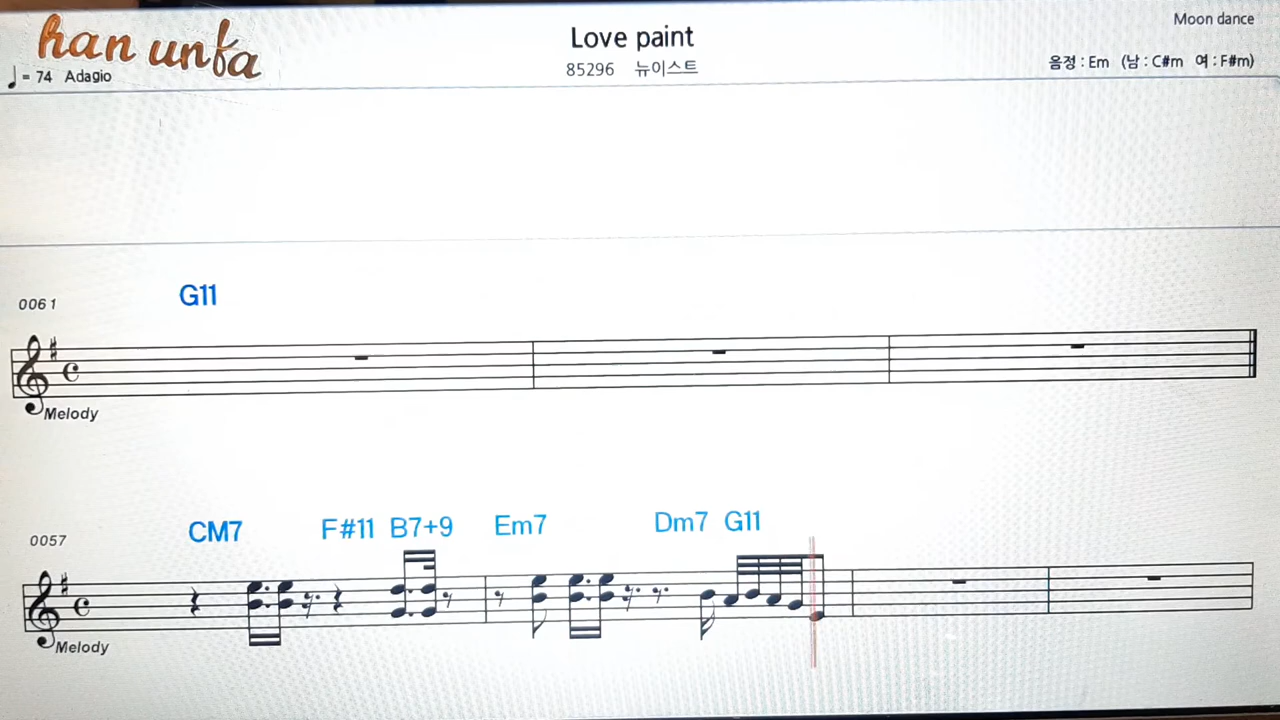 han unfa
Love paint
Moon dance
= 74 Adagio
85296 뉴이스트
음정 : Em (남 : C#m 여 : F#m)
0061
G11
Melody
0057
CM7 F#11 B7+9 Em7 Dm7 G11
Melody